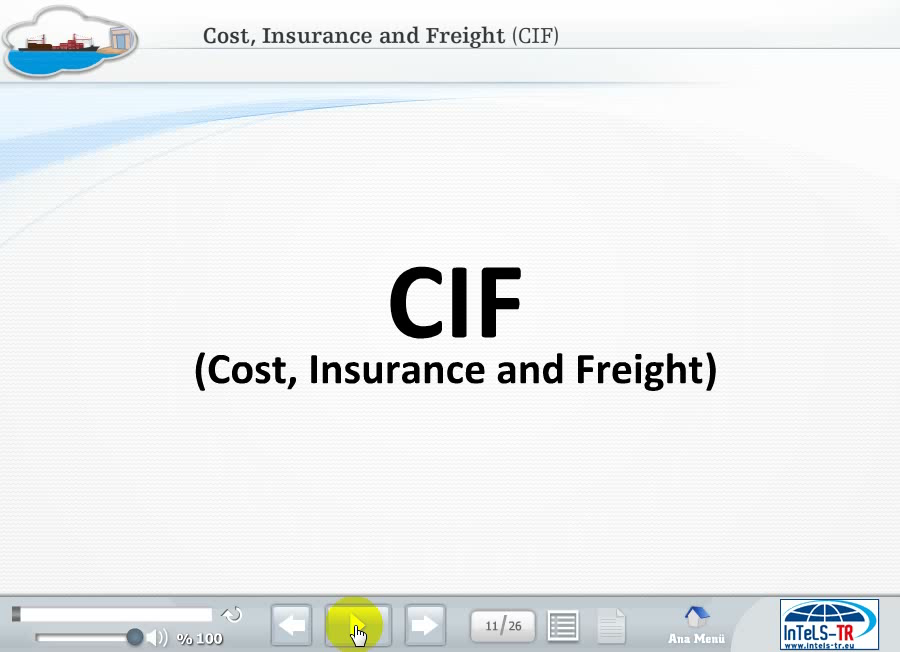 Cost, Insurance and Freight (CIF)
CIF
(Cost, Insurance and Freight)
% 100
11/26
Ana Menü
InTeLS-TR
www.intels-tr.eu